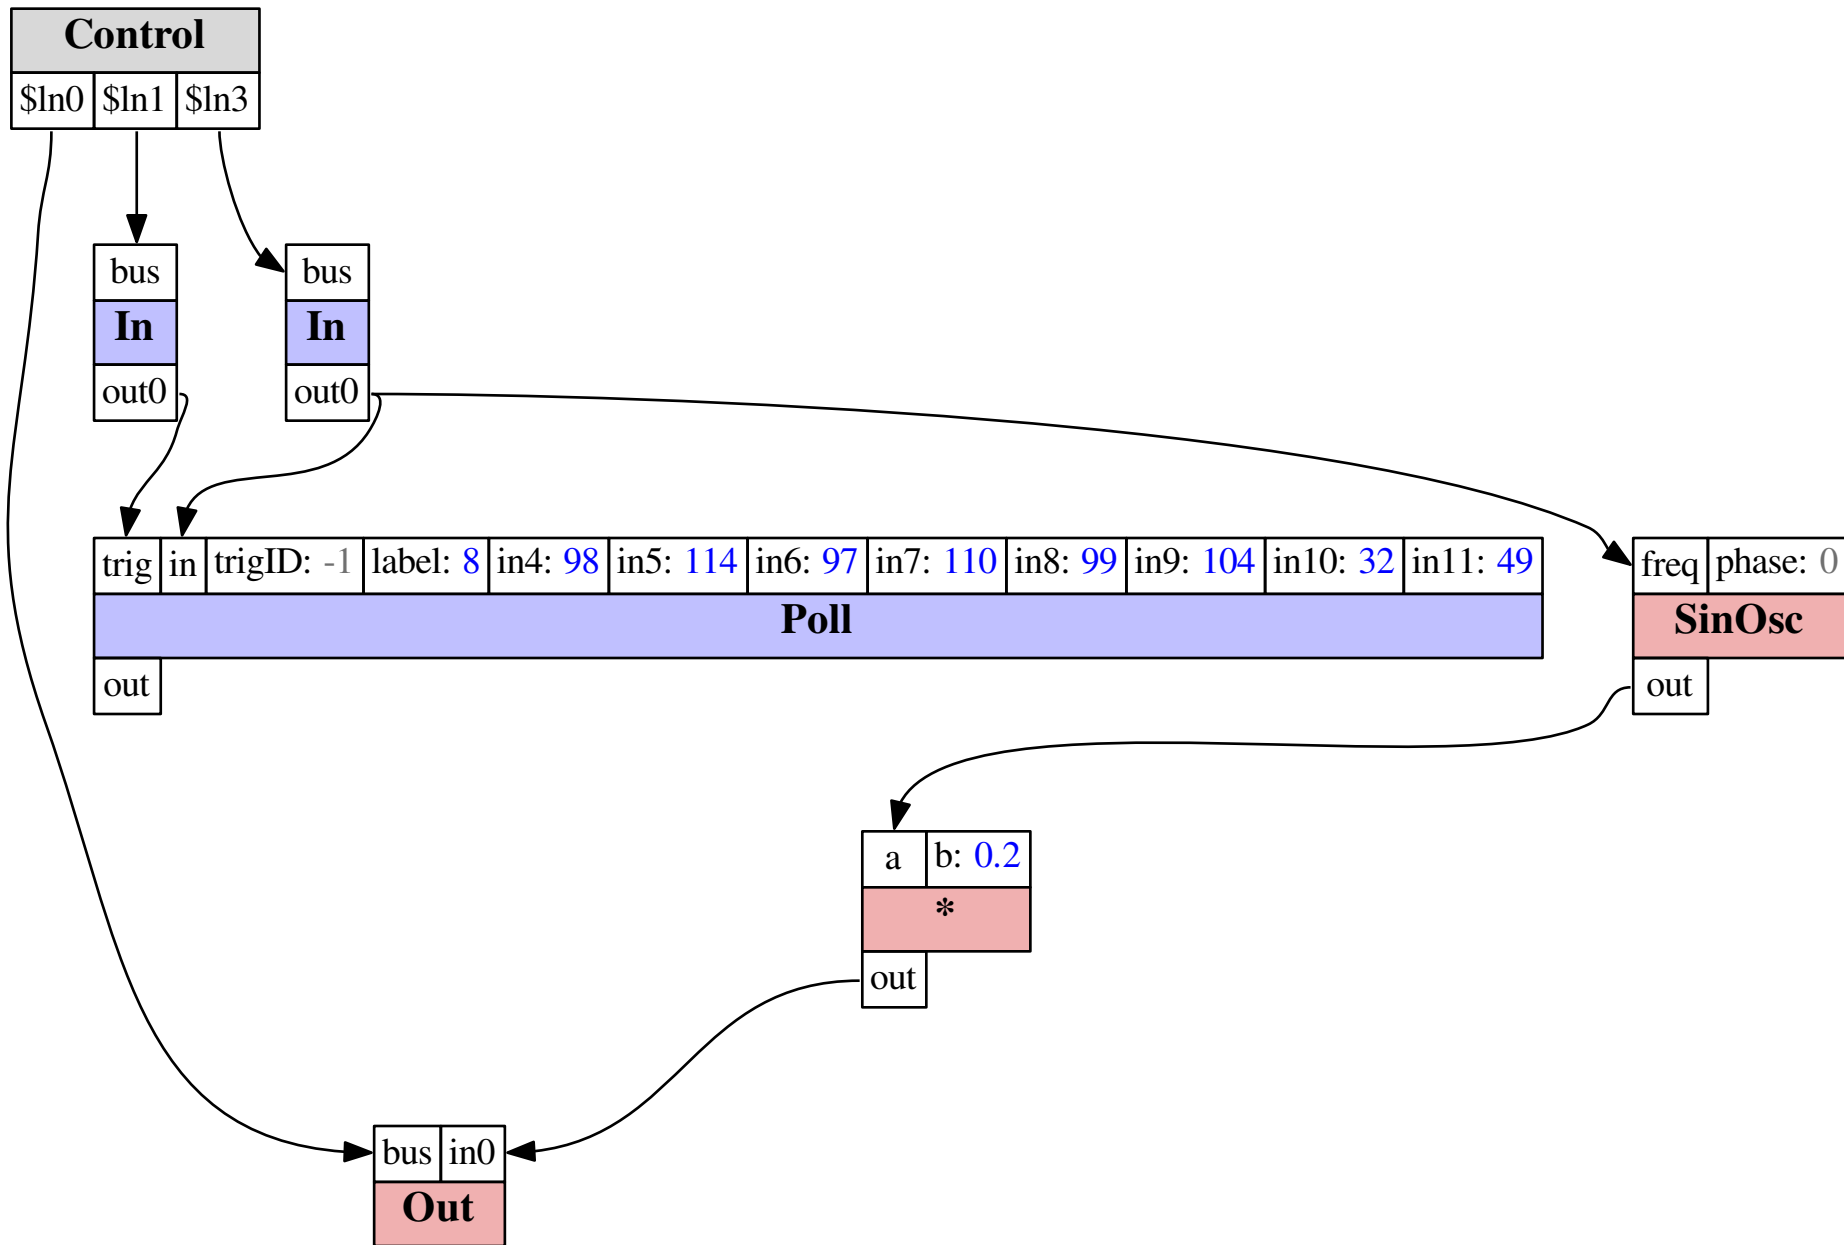 Control
$ln0 $ln1 $ln3
bus bus
In In
out0 out0
trig in trigID: -1 label: 8 in4: 98 in5: 114 in6: 97 in7: 110 in8: 99 in9: 104 in10: 32 in11: 49 freq phase: 0
Poll SinOsc
out out
a b: 0.2
*
out
bus in0
Out